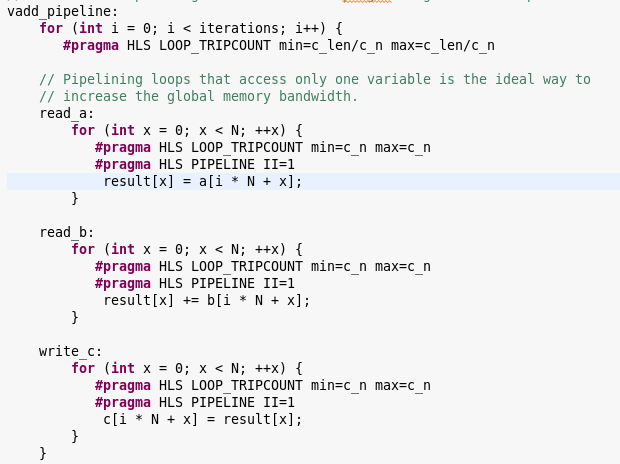 vadd_pipeline:
    for (int i = 0; i < iterations; i++) {
       #pragma HLS LOOP_TRIPCOUNT min=c_len/c_n max=c_len/c_n

    // Pipelining loops that access only one variable is the ideal way to
    // increase the global memory bandwidth.
    read_a:
        for (int x = 0; x < N; ++x) {
           #pragma HLS LOOP_TRIPCOUNT min=c_n max=c_n
           #pragma HLS PIPELINE II=1
            result[x] = a[i * N + x];
        }

    read_b:
        for (int x = 0; x < N; ++x) {
           #pragma HLS LOOP_TRIPCOUNT min=c_n max=c_n
           #pragma HLS PIPELINE II=1
            result[x] += b[i * N + x];
        }

    write_c:
        for (int x = 0; x < N; ++x) {
           #pragma HLS LOOP_TRIPCOUNT min=c_n max=c_n
           #pragma HLS PIPELINE II=1
            c[i * N + x] = result[x];
        }
    }